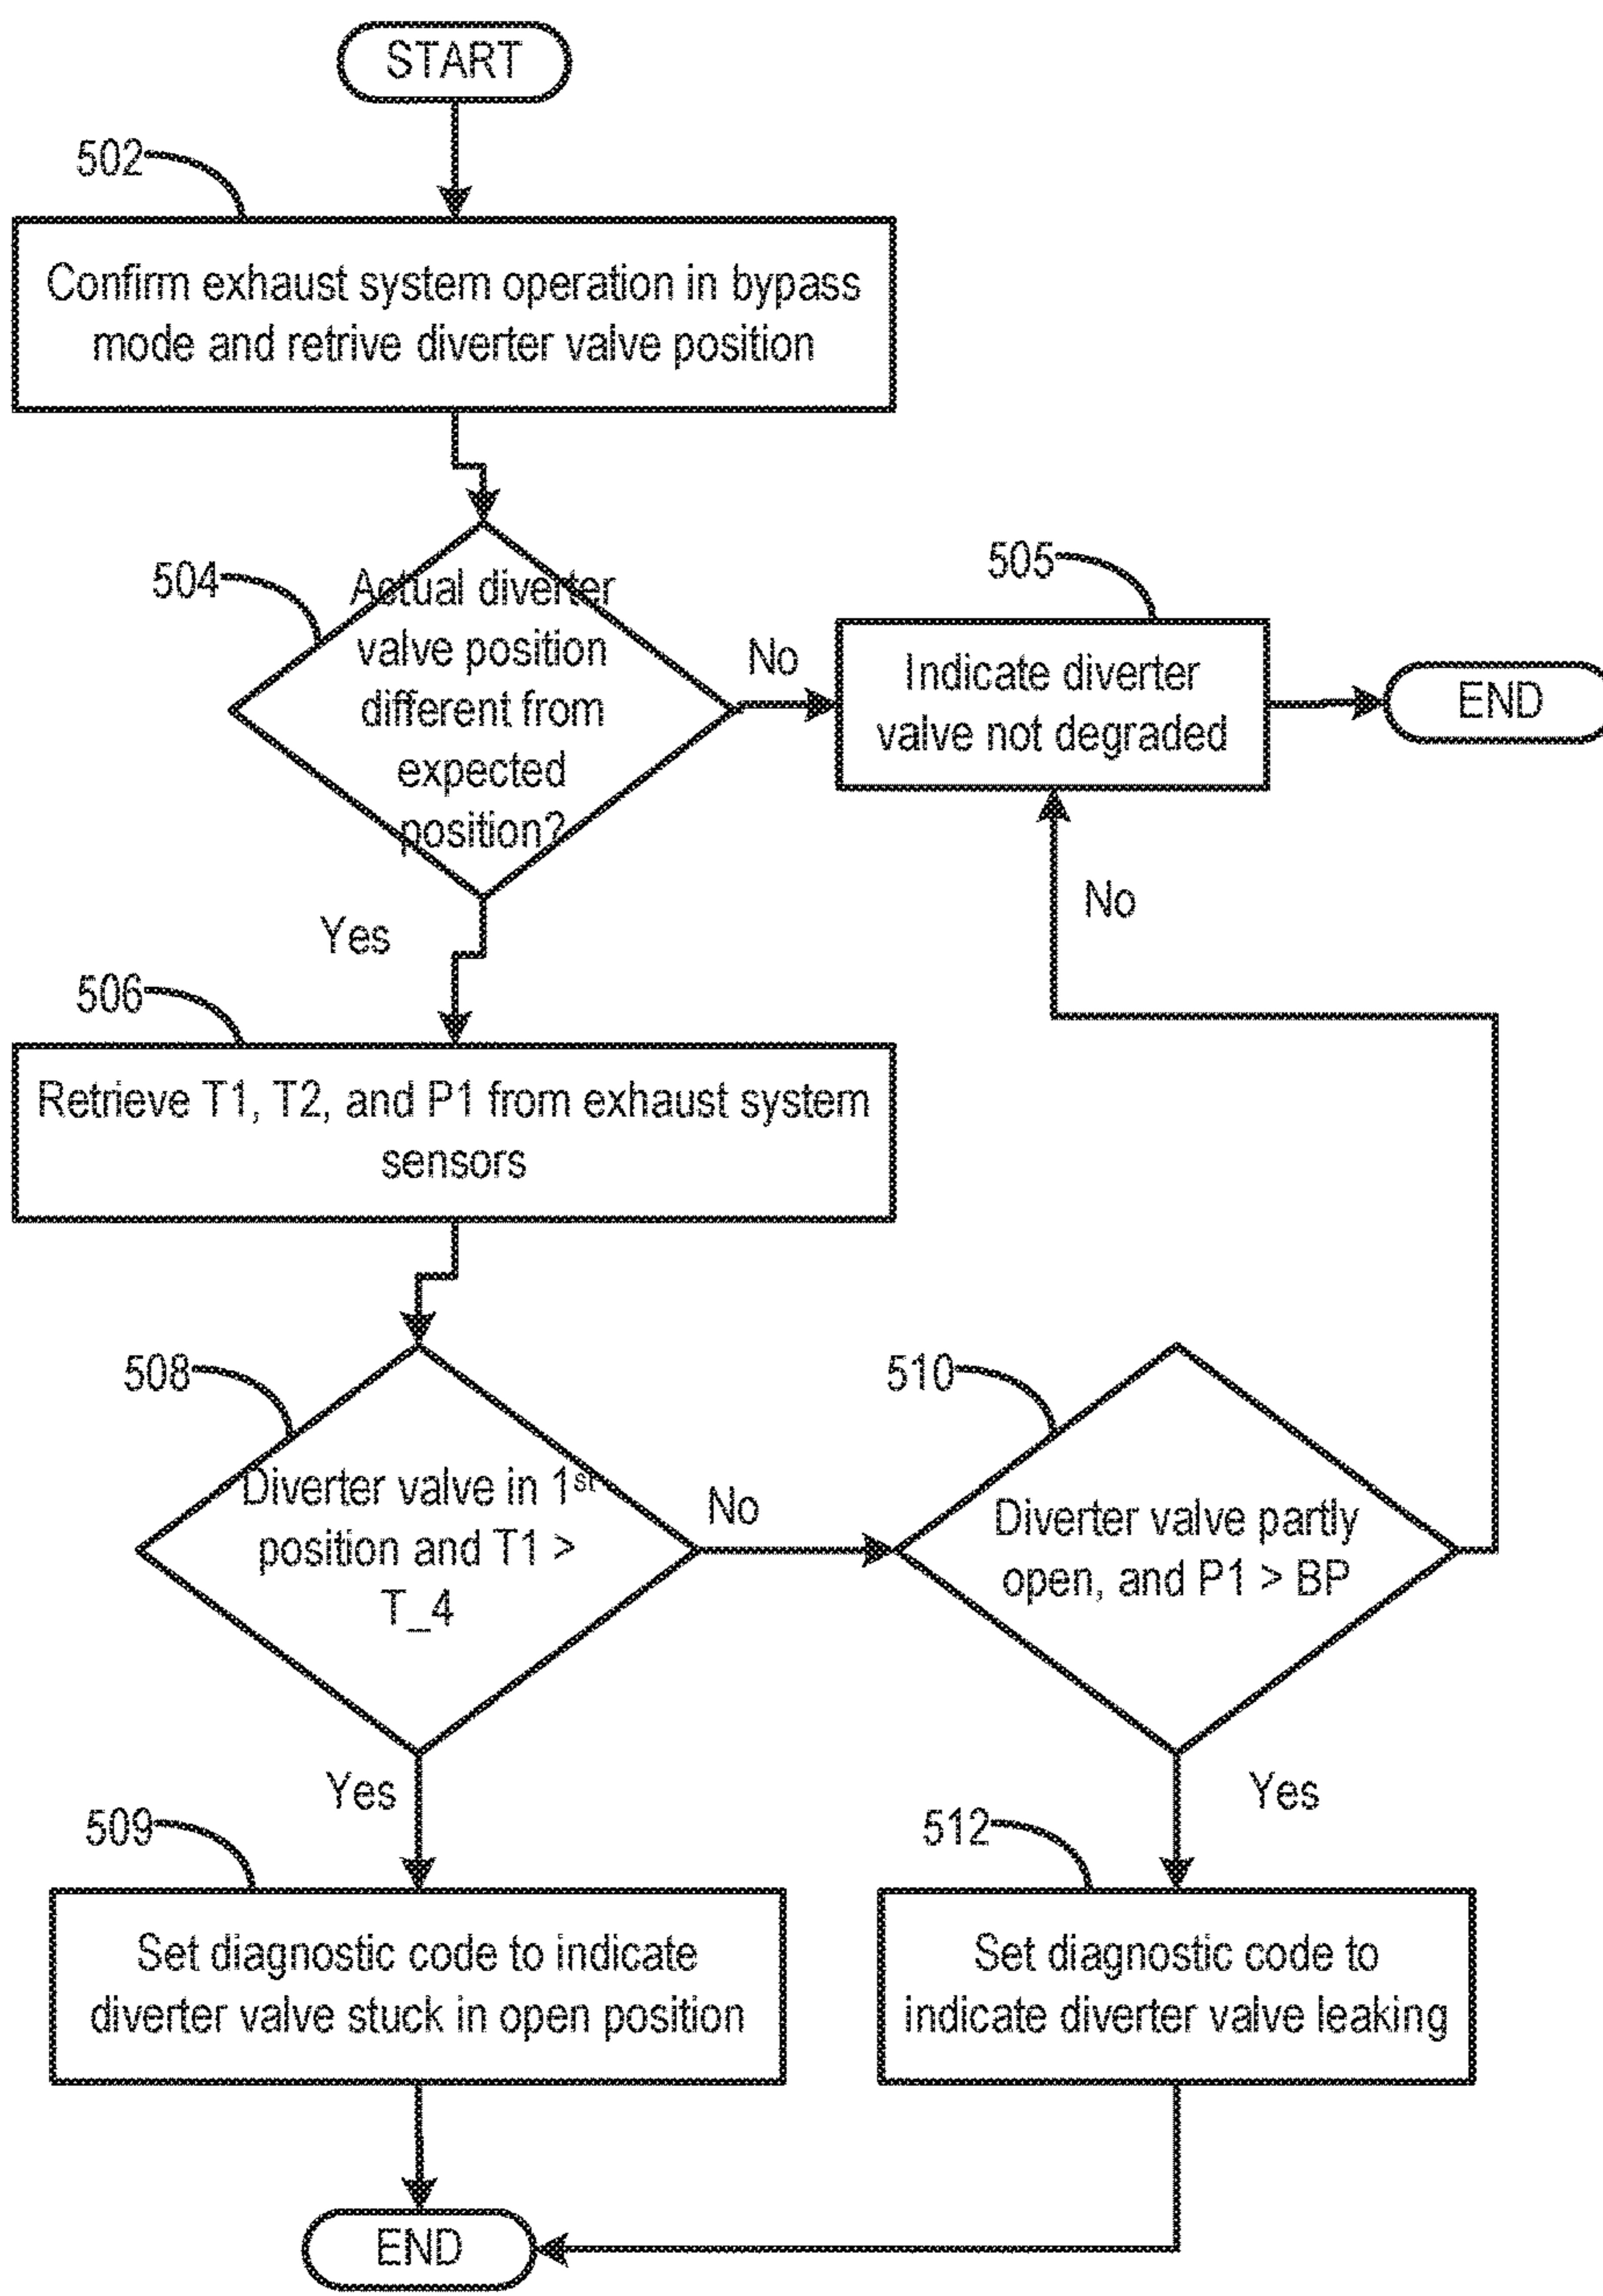 START
502
Confirm exhaust system operation in bypass
mode and retrive diverter valve position
504
Actual diverter
valve position
different from
expected
position?
No
505
Indicate diverter
valve not degraded
END
Yes
No
506
Retrieve T1, T2, and P1 from exhaust system
sensors
508
Diverter valve in 1st
position and T1 >
T_4
No
510
Diverter valve partly
open, and P1 > BP
Yes
Yes
509
Set diagnostic code to indicate
diverter valve stuck in open position
512
Set diagnostic code to
indicate diverter valve leaking
END